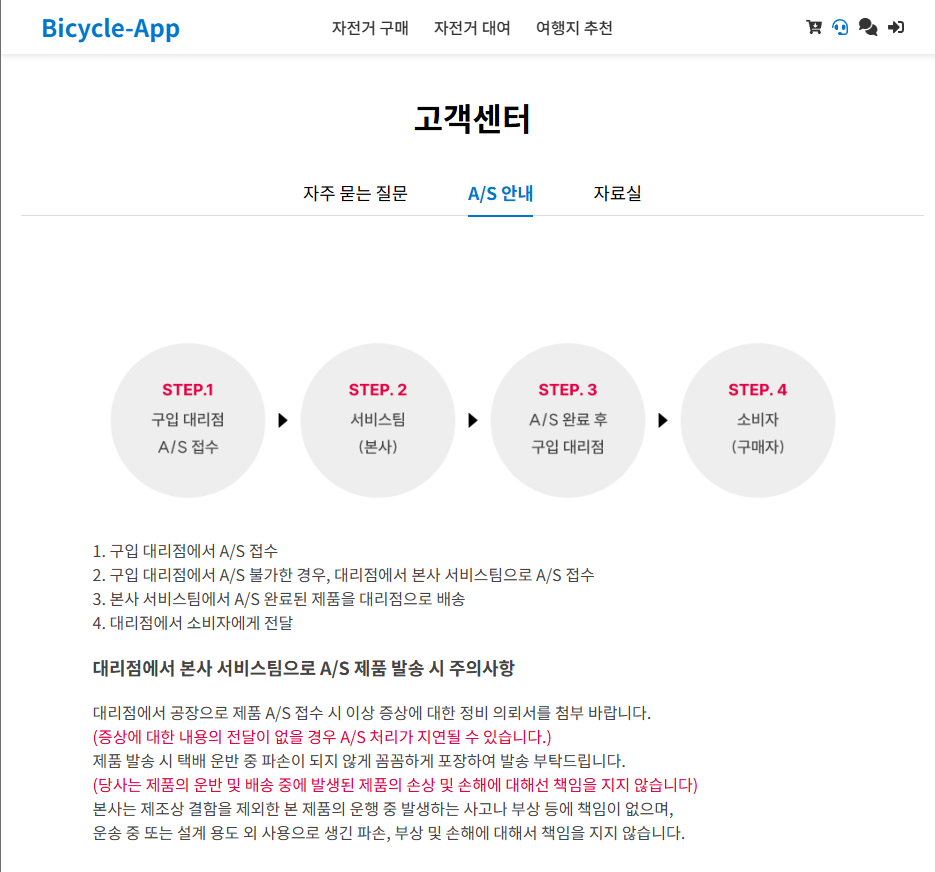 Bicycle-App
자전거 구매 자전거 대여 여행지 추천
고객센터
자주 묻는 질문 A/S 안내 자료실
STEP.1
구입 대리점
A/S 접수
STEP. 2
서비스팀
(본사)
STEP. 3
A/S 완료 후
구입 대리점
STEP. 4
소비자
(구매자)
1. 구입 대리점에서 A/S 접수
2. 구입 대리점에서 A/S 불가한 경우, 대리점에서 본사 서비스팀으로 A/S 접수
3. 본사 서비스팀에서 A/S 완료된 제품을 대리점으로 배송
4. 대리점에서 소비자에게 전달
대리점에서 본사 서비스팀으로 A/S 제품 발송 시 주의사항
대리점에서 공장으로 제품 A/S 접수 시 이상 증상에 대한 정비 의뢰서를 첨부 바랍니다.
(증상에 대한 내용의 전달이 없을 경우 A/S 처리가 지연될 수 있습니다.)
제품 발송 시 택배 운반 중 파손이 되지 않게 꼼꼼하게 포장하여 발송 부탁드립니다.
(당사는 제품의 운반 및 배송 중에 발생된 제품의 손상 및 손해에 대해선 책임을 지지 않습니다)
본사는 제조상 결함을 제외한 본 제품의 운행 중 발생하는 사고나 부상 등에 책임이 없으며,
운송 중 또는 설계 용도 외 사용으로 생긴 파손, 부상 및 손해에 대해서 책임을 지지 않습니다.